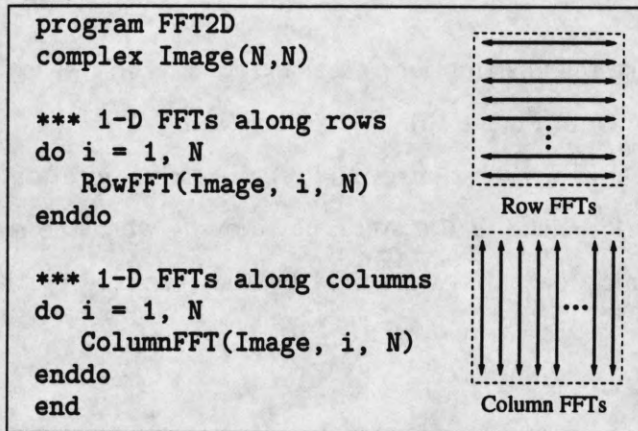 program FFT2D
complex Image(N,N)
*** 1-D FFTs along rows
do i = 1, N
RowFFT(Image, i, N)
enddo
*** 1-D FFTs along columns
do i = 1, N
ColumnFFT(Image, i, N)
enddo
end
Row FFTs
Column FFTs